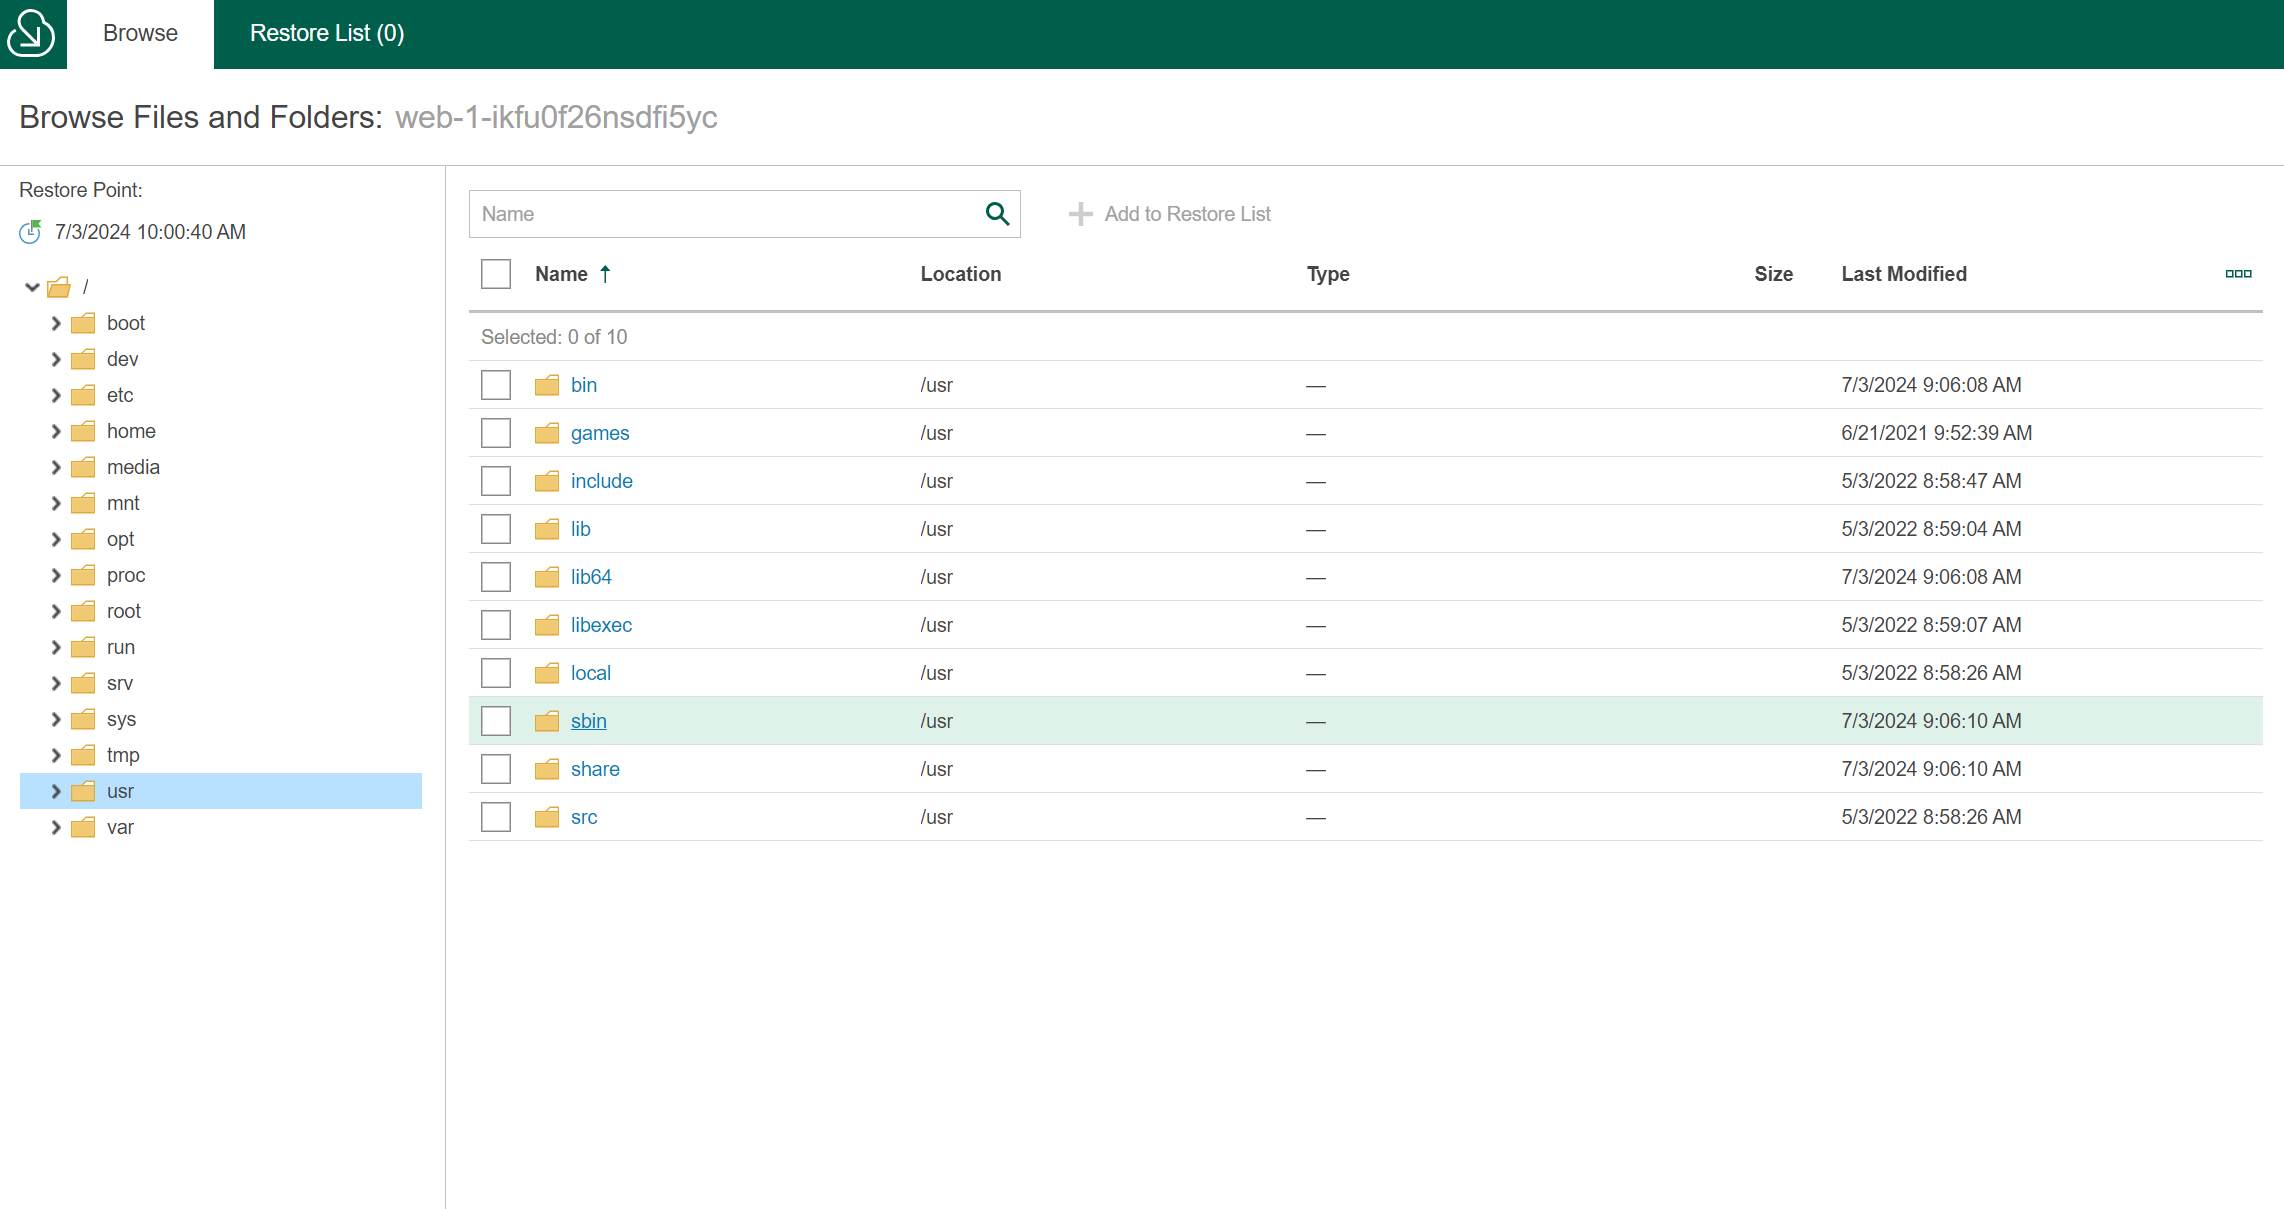 Browse
Restore List (0)
Browse Files and Folders: web-1-ikfu0f26nsdfi5yc
Restore Point:
7/3/2024 10:00:40 AM
/
boot
dev
etc
home
media
mnt
opt
proc
root
run
srv
sys
tmp
usr
var
Name
Add to Restore List
Name Location Type Size Last Modified
Selected: 0 of 10
bin /usr — 7/3/2024 9:06:08 AM
games /usr — 6/21/2021 9:52:39 AM
include /usr — 5/3/2022 8:58:47 AM
lib /usr — 5/3/2022 8:59:04 AM
lib64 /usr — 7/3/2024 9:06:08 AM
libexec /usr — 5/3/2022 8:59:07 AM
local /usr — 5/3/2022 8:58:26 AM
sbin /usr — 7/3/2024 9:06:10 AM
share /usr — 7/3/2024 9:06:10 AM
src /usr — 5/3/2022 8:58:26 AM